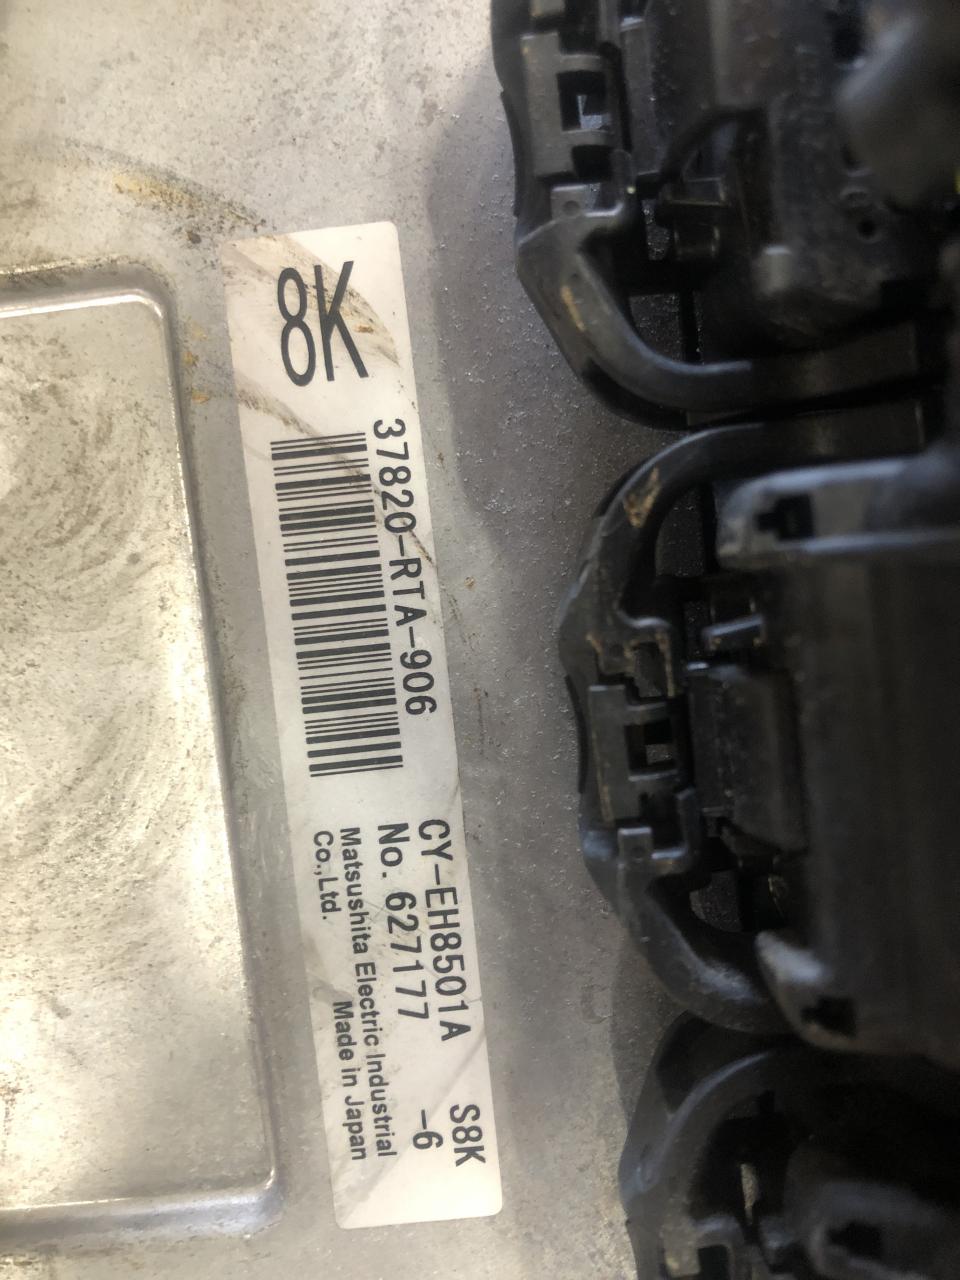 8K
37820-RTA-906
CY-EH8501A S8K
No. 627177 -6
Matsushita Electric Industrial
Co.,Ltd. Made in Japan